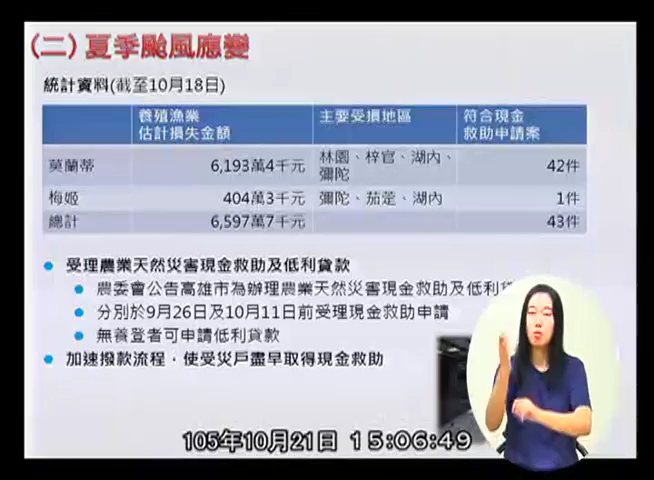 (二) 夏季颱風應變
統計資料(截至10月18日)
養殖漁業 估計損失金額 主要受損地區 符合現金 救助申請案
莫蘭蒂 6,193萬4千元 林園、梓官、湖內、彌陀 42件
梅姬 404萬3千元 彌陀、茄萣、湖內 1件
總計 6,597萬7千元 43件
受理農業天然災害現金救助及低利貸款
農委會公告高雄市為辦理農業天然災害現金救助及低利
分別於9月26日及10月11日前受理現金救助申請
無養登者可申請低利貸款
加速撥款流程，使受災戶盡早取得現金救助
105年10月21日 15:06:49